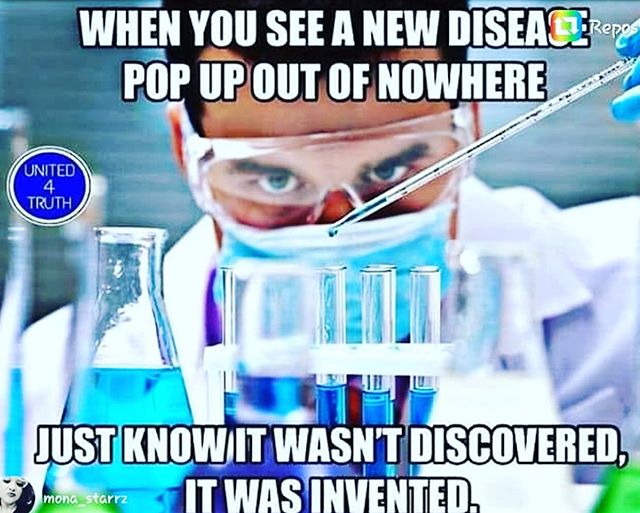 WHEN YOU SEE A NEW DISEASE
Repos
POP UP OUT OF NOWHERE
UNITED
4
TRUTH
JUST KNOW IT WASN'T DISCOVERED,
IT WAS INVENTED.
mona_starrz